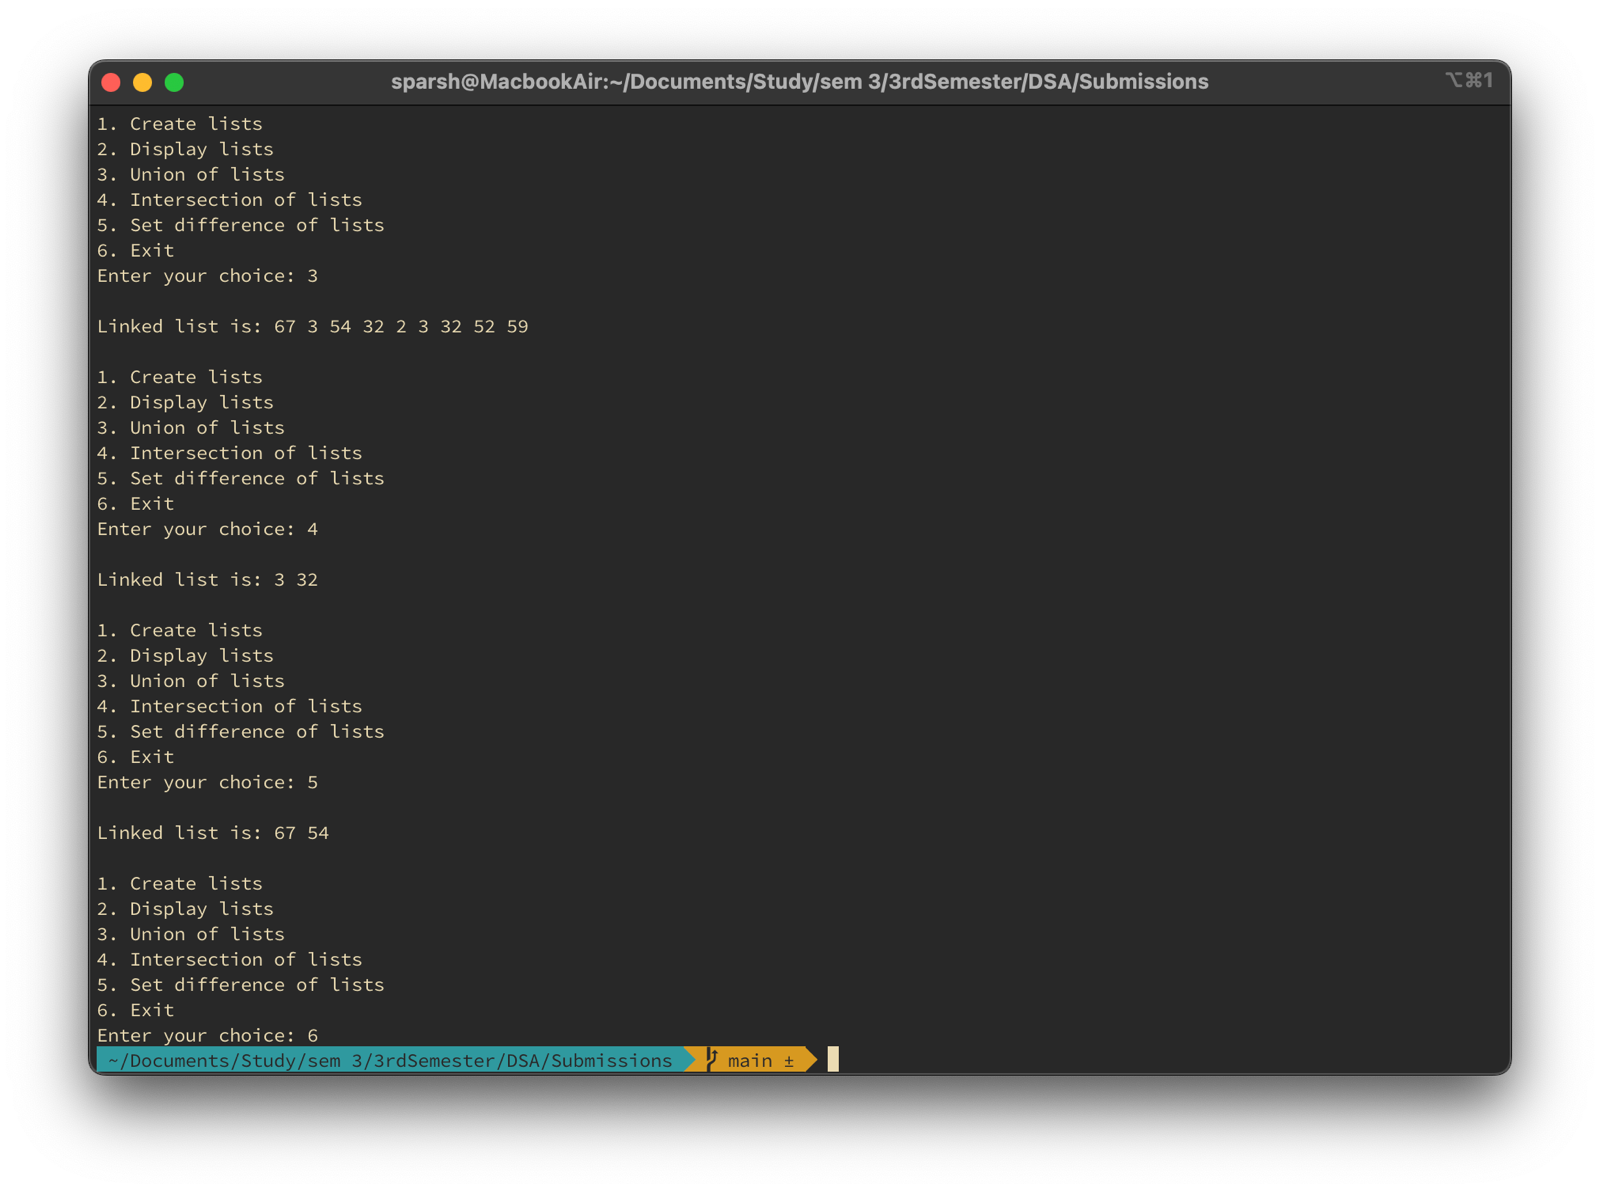 sparsh@MacbookAir:~/Documents/Study/sem 3/3rdSemester/DSA/Submissions ⌥⌘1
1. Create lists
2. Display lists
3. Union of lists
4. Intersection of lists
5. Set difference of lists
6. Exit
Enter your choice: 3
Linked list is: 67 3 54 32 2 3 32 52 59
1. Create lists
2. Display lists
3. Union of lists
4. Intersection of lists
5. Set difference of lists
6. Exit
Enter your choice: 4
Linked list is: 3 32
1. Create lists
2. Display lists
3. Union of lists
4. Intersection of lists
5. Set difference of lists
6. Exit
Enter your choice: 5
Linked list is: 67 54
1. Create lists
2. Display lists
3. Union of lists
4. Intersection of lists
5. Set difference of lists
6. Exit
Enter your choice: 6
~/Documents/Study/sem 3/3rdSemester/DSA/Submissions main ±